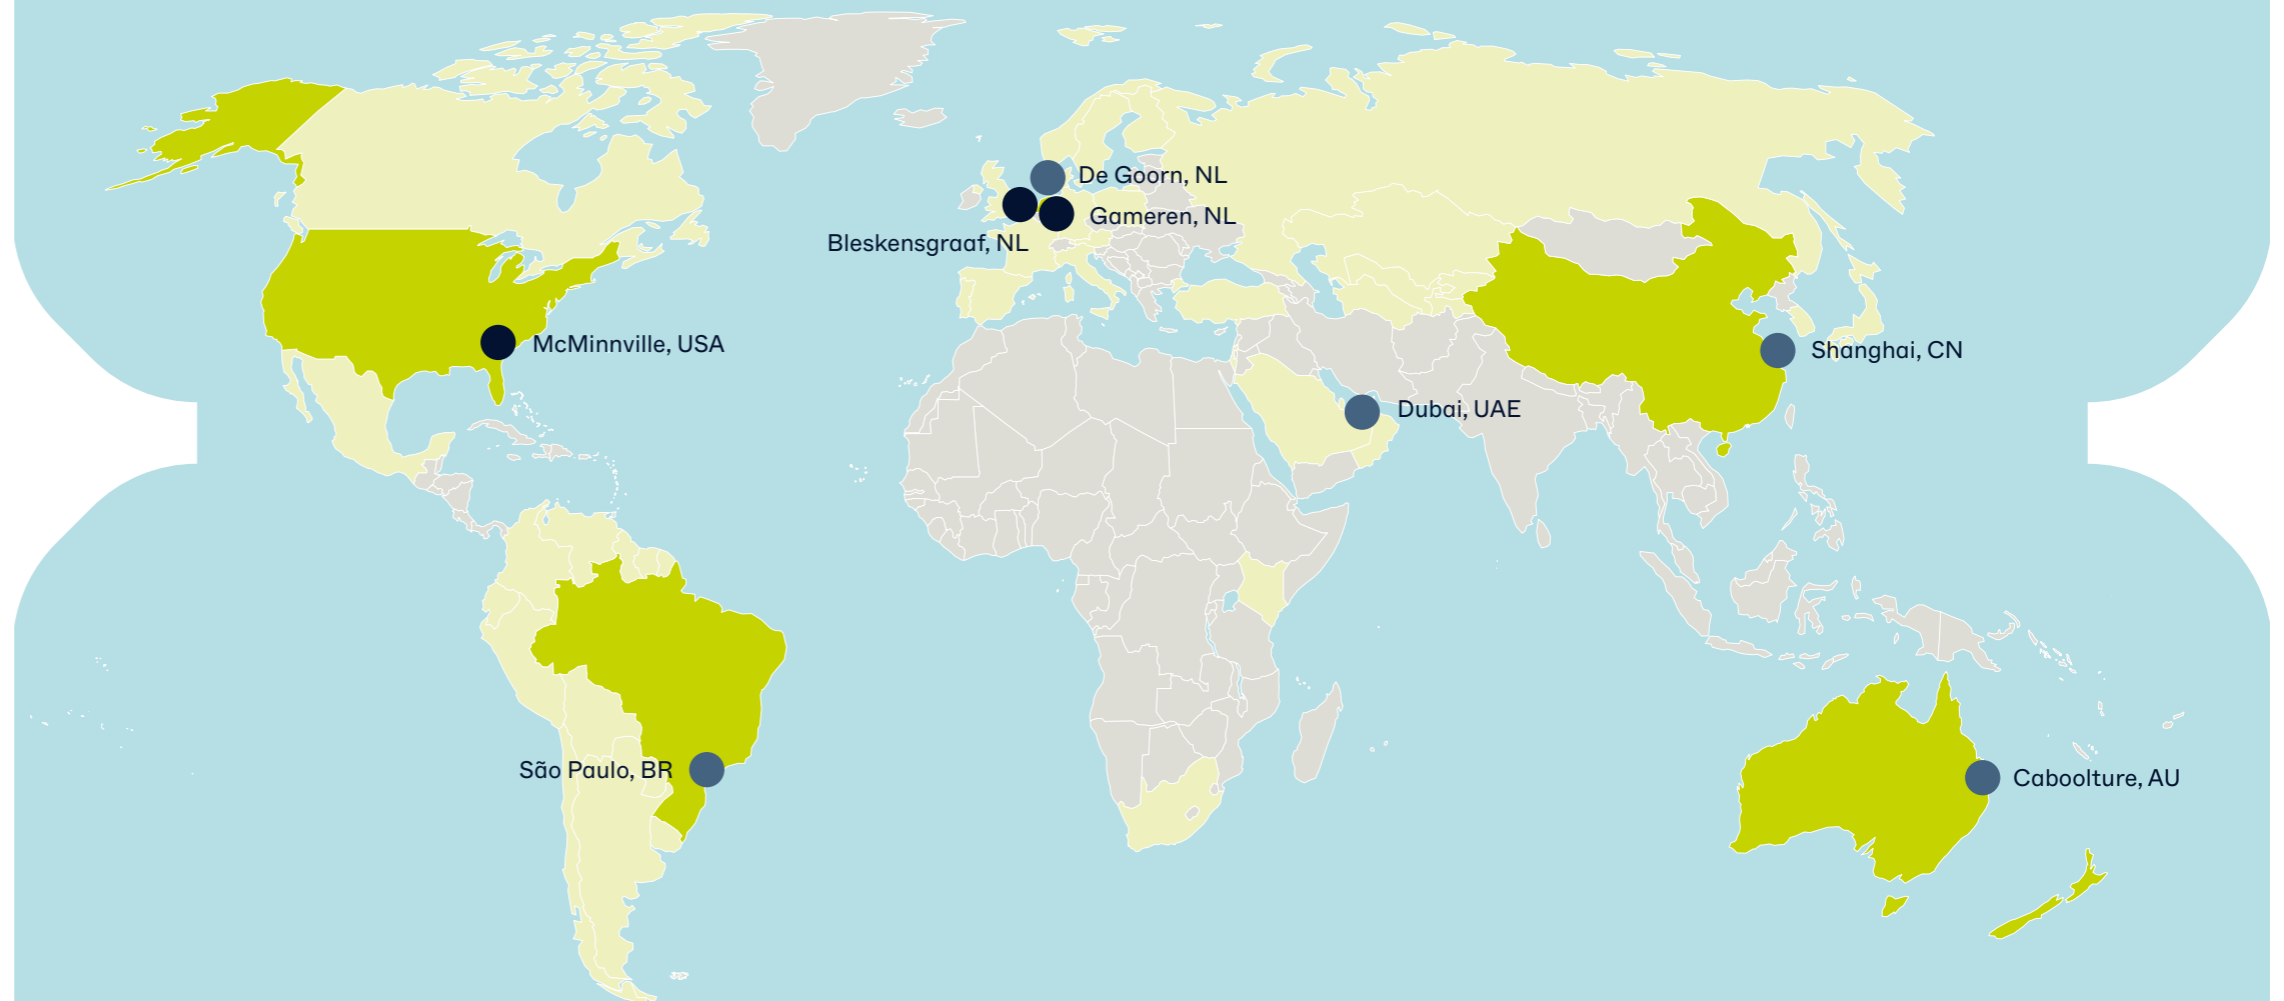 De Goorn, NL
Gameren, NL
Bleskensgraaf, NL
McMinnville, USA
Shanghai, CN
Dubai, UAE
São Paulo, BR
Caboolture, AU